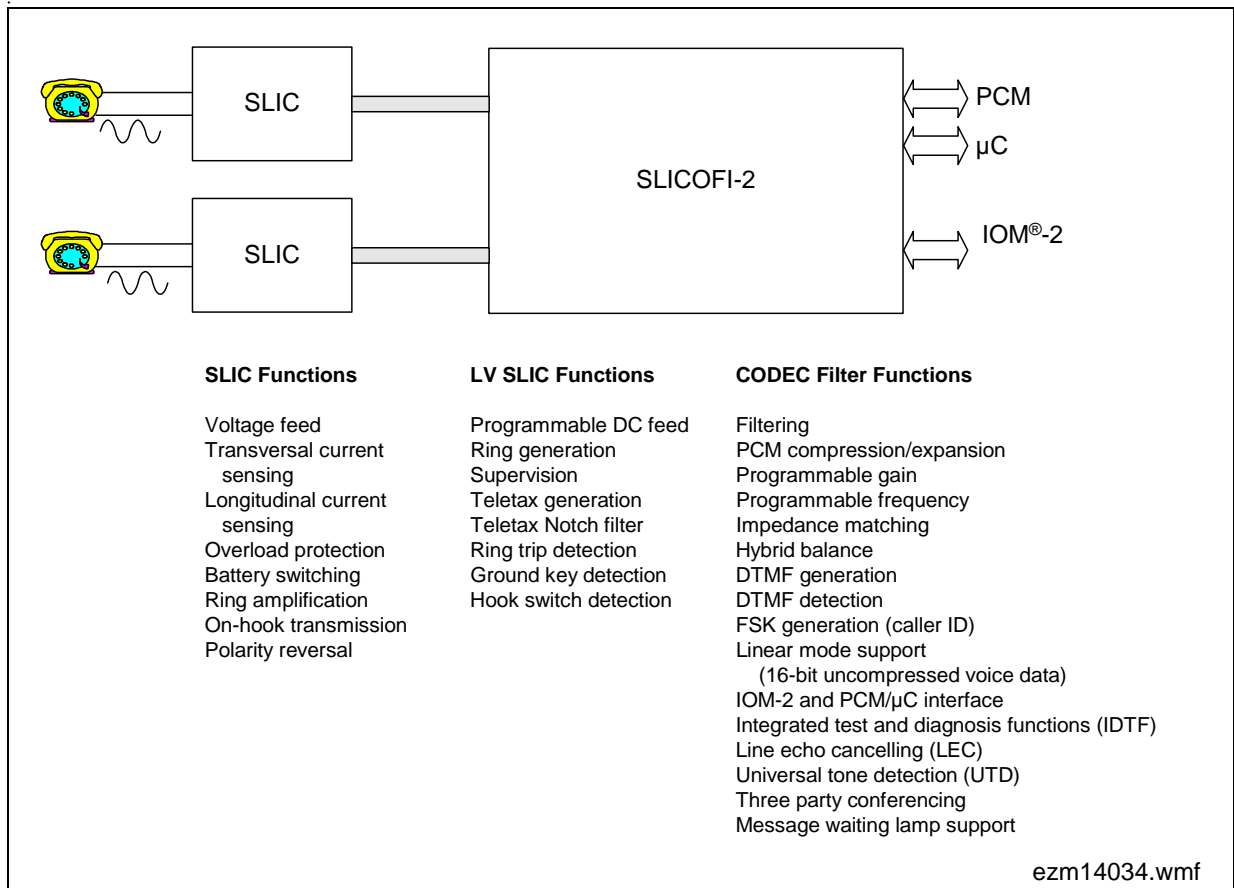 SLIC
PCM
µC
SLICOFI-2
SLIC
IOM®-2
SLIC Functions
Voltage feed
Transversal current
sensing
Longitudinal current
sensing
Overload protection
Battery switching
Ring amplification
On-hook transmission
Polarity reversal
LV SLIC Functions
Programmable DC feed
Ring generation
Supervision
Teletax generation
Teletax Notch filter
Ring trip detection
Ground key detection
Hook switch detection
CODEC Filter Functions
Filtering
PCM compression/expansion
Programmable gain
Programmable frequency
Impedance matching
Hybrid balance
DTMF generation
DTMF detection
FSK generation (caller ID)
Linear mode support
(16-bit uncompressed voice data)
IOM-2 and PCM/µC interface
Integrated test and diagnosis functions (IDTF)
Line echo cancelling (LEC)
Universal tone detection (UTD)
Three party conferencing
Message waiting lamp support
ezm14034.wmf